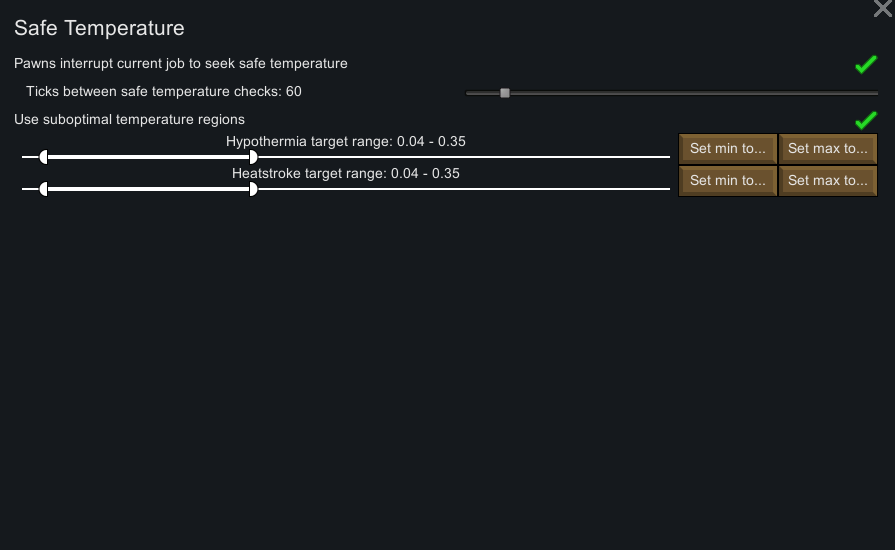 Safe Temperature
Pawns interrupt current job to seek safe temperature
Ticks between safe temperature checks: 60
Use suboptimal temperature regions
Hypothermia target range: 0.04 - 0.35
Set min to... Set max to...
Heatstroke target range: 0.04 - 0.35
Set min to... Set max to...